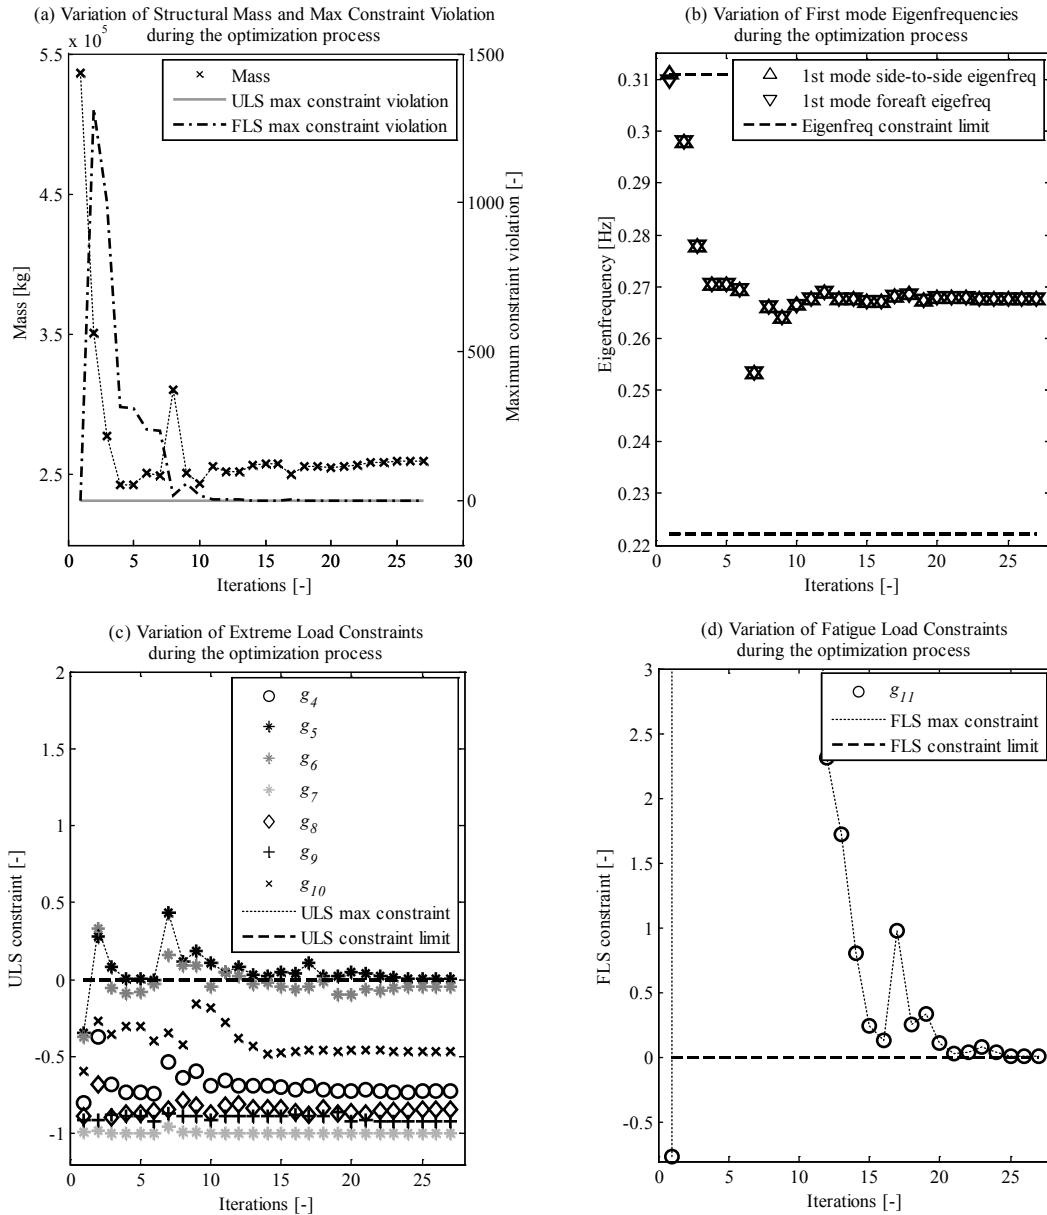 (a) Variation of Structural Mass and Max Constraint Violation
during the optimization process
x 10^5
5.5
4.5
3.5
2.5
Mass [kg]
1500
1000
500
0
Maximum constraint violation [-]
Mass
ULS max constraint violation
FLS max constraint violation
0
5
10
15
20
25
30
Iterations [-]
(b) Variation of First mode Eigenfrequencies
during the optimization process
0.31
0.3
0.29
0.28
0.27
0.26
0.25
0.24
0.23
0.22
Eigenfrequency [Hz]
1st mode side-to-side eigenfreq
1st mode foreaft eigefreq
Eigenfreq constraint limit
0
5
10
15
20
25
Iterations [-]
(c) Variation of Extreme Load Constraints
during the optimization process
2
1.5
1
0.5
0
-0.5
-1
ULS constraint [-]
g_4
g_5
g_6
g_7
g_8
g_9
g_10
ULS max constraint
ULS constraint limit
0
5
10
15
20
25
Iterations [-]
(d) Variation of Fatigue Load Constraints
during the optimization process
3
2.5
2
1.5
1
0.5
0
-0.5
FLS constraint [-]
g_11
FLS max constraint
FLS constraint limit
0
5
10
15
20
25
Iterations [-]